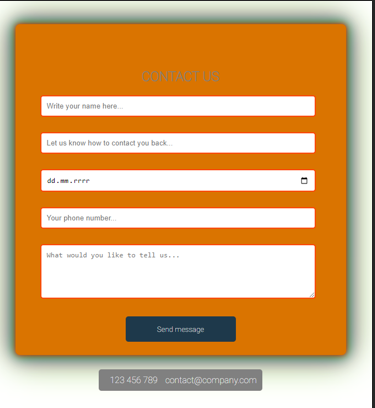 CONTACT US
Write your name here...
Let us know how to contact you back...
dd.mm.rrrr
Your phone number...
What would you like to tell us...
Send message
123 456 789 contact@company.com